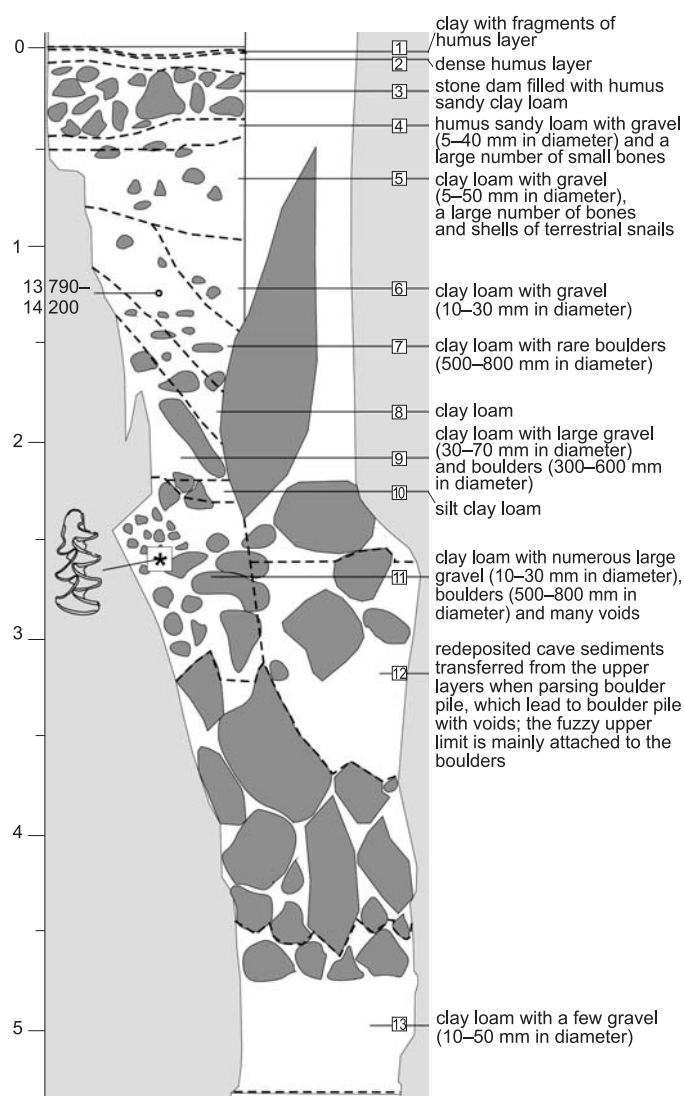 0
1
2
3
4
5
13 790–
14 200
*
1
clay with fragments of
humus layer
2
dense humus layer
3
stone dam filled with humus
sandy clay loam
4
humus sandy loam with gravel
(5–40 mm in diameter) and a
large number of small bones
5
clay loam with gravel
(5–50 mm in diameter),
a large number of bones
and shells of terrestrial snails
6
clay loam with gravel
(10–30 mm in diameter)
7
clay loam with rare boulders
(500–800 mm in diameter)
8
clay loam
9
clay loam with large gravel
(30–70 mm in diameter)
and boulders (300–600 mm
in diameter)
10
silt clay loam
11
clay loam with numerous large
gravel (10–30 mm in diameter),
boulders (500–800 mm in
diameter) and many voids
12
redeposited cave sediments
transferred from the upper
layers when parsing boulder
pile, which lead to boulder pile
with voids; the fuzzy upper
limit is mainly attached to the
boulders
13
clay loam with a few gravel
(10–50 mm in diameter)